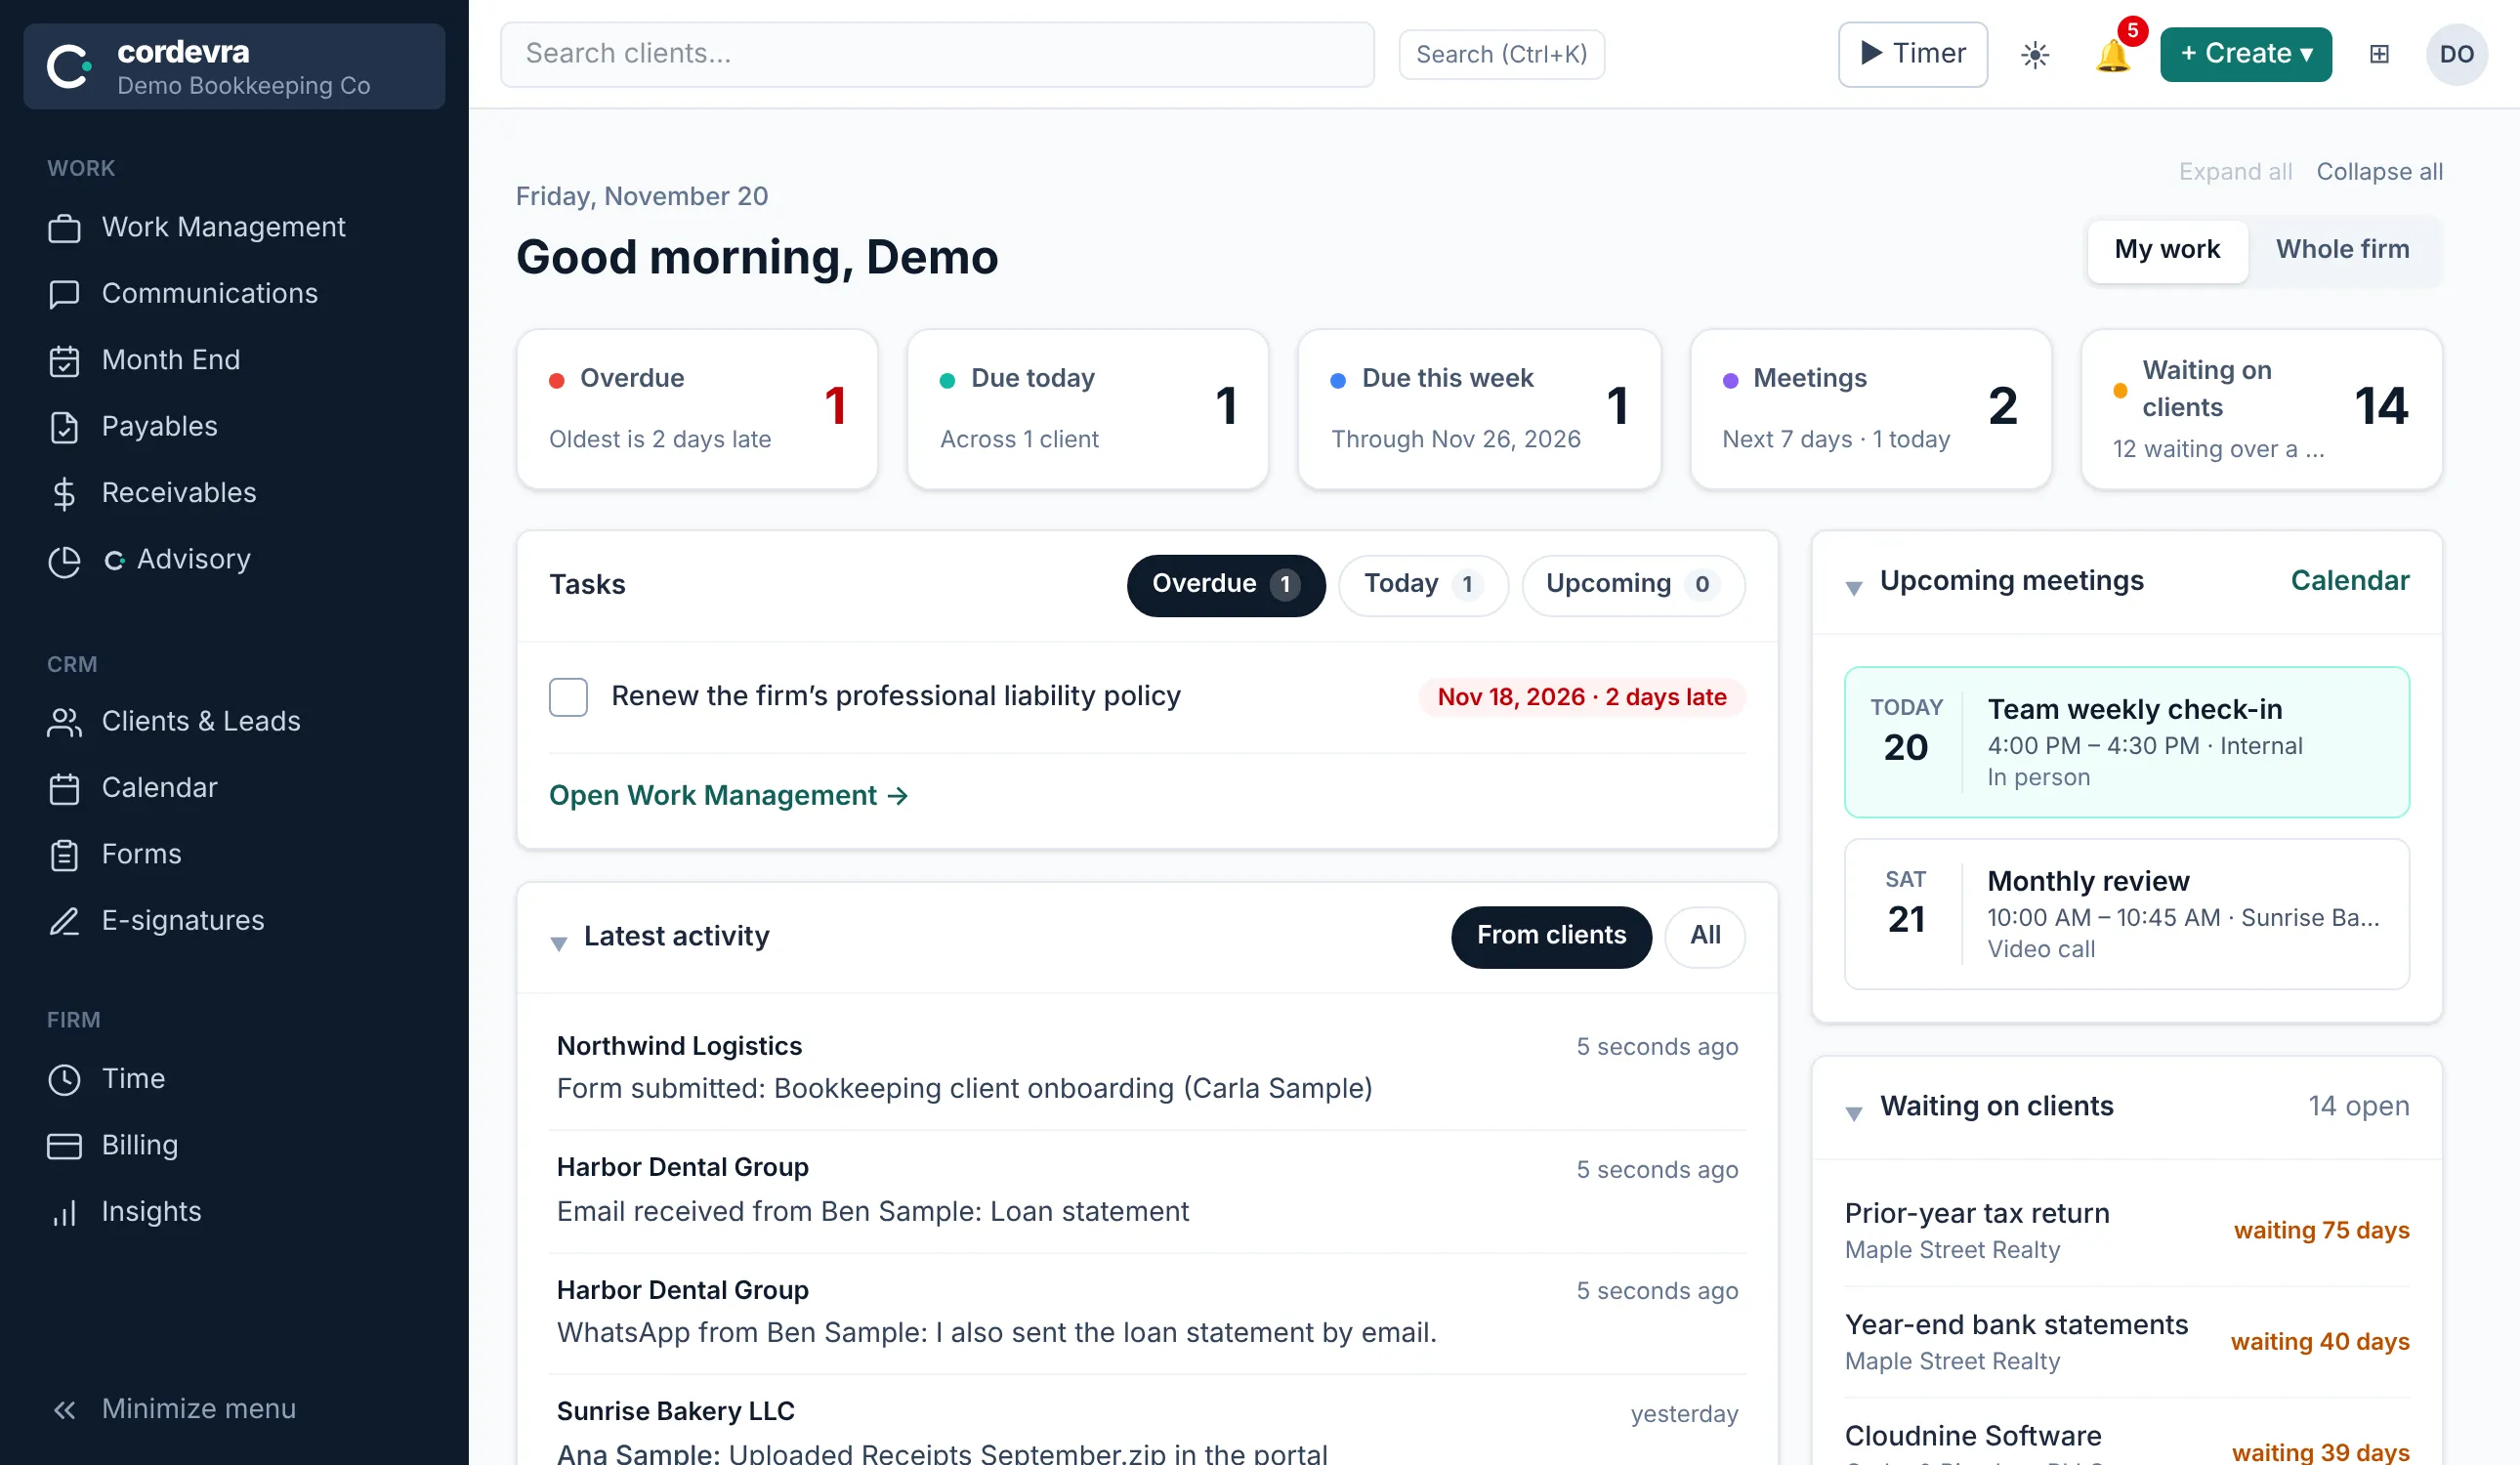 cordevra
Demo Bookkeeping Co
WORK
Work Management
Communications
Month End
Payables
Receivables
Advisory
CRM
Clients & Leads
Calendar
Forms
E-signatures
FIRM
Time
Billing
Insights
Minimize menu
Search clients...
Search (Ctrl+K)
Timer
5
+ Create ▾
DO
Friday, November 20
Good morning, Demo
Expand all
Collapse all
My work
Whole firm
Overdue
1
Oldest is 2 days late
Due today
1
Across 1 client
Due this week
1
Through Nov 26, 2026
Meetings
2
Next 7 days · 1 today
Waiting on
clients
14
12 waiting over a ...
Tasks
Overdue 1
Today 1
Upcoming 0
Renew the firm’s professional liability policy
Nov 18, 2026 · 2 days late
Open Work Management →
Latest activity
From clients
All
Northwind Logistics
5 seconds ago
Form submitted: Bookkeeping client onboarding (Carla Sample)
Harbor Dental Group
5 seconds ago
Email received from Ben Sample: Loan statement
Harbor Dental Group
5 seconds ago
WhatsApp from Ben Sample: I also sent the loan statement by email.
Sunrise Bakery LLC
yesterday
Ana Sample: Uploaded Receipts September.zip in the portal
Upcoming meetings
Calendar
TODAY
20
Team weekly check-in
4:00 PM – 4:30 PM · Internal
In person
SAT
21
Monthly review
10:00 AM – 10:45 AM · Sunrise Ba...
Video call
Waiting on clients
14 open
Prior-year tax return
Maple Street Realty
waiting 75 days
Year-end bank statements
Maple Street Realty
waiting 40 days
Cloudnine Software
waiting 39 days